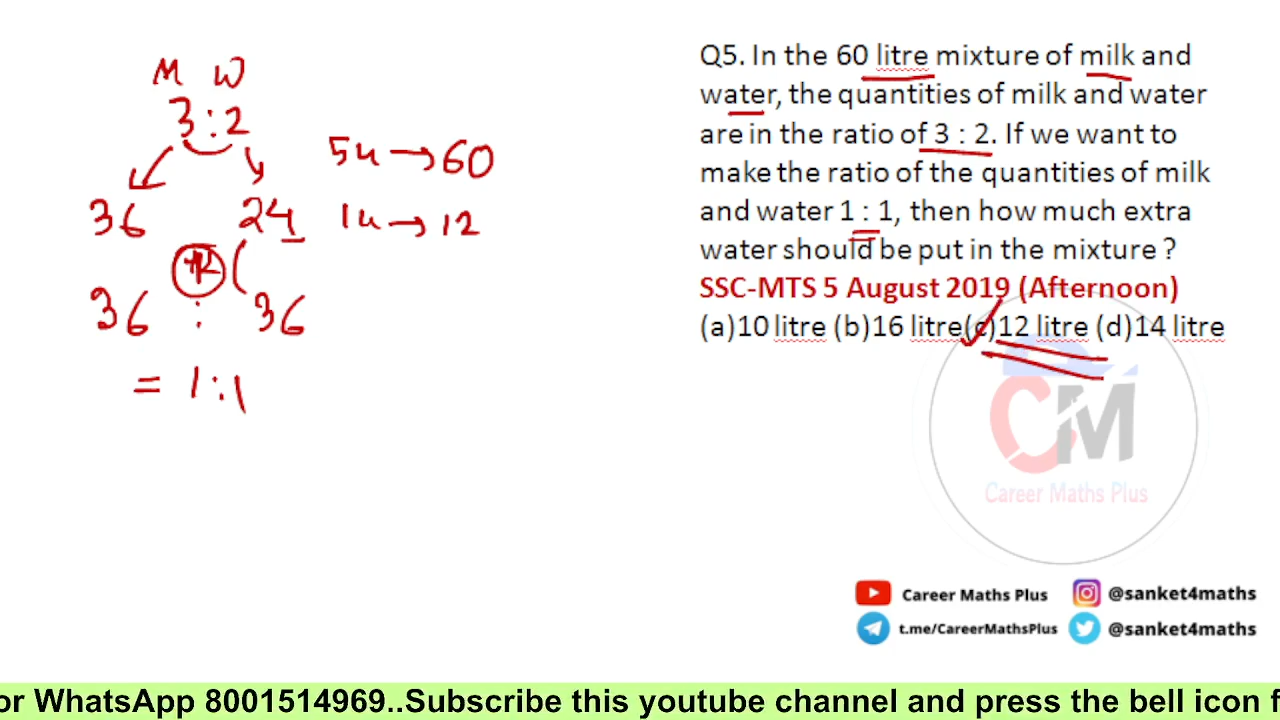 M W
3:2
5u → 60
36 24 1u → 12
+12
36 : 36
= 1:1
Q5. In the 60 litre mixture of milk and
water, the quantities of milk and water
are in the ratio of 3 : 2. If we want to
make the ratio of the quantities of milk
and water 1 : 1, then how much extra
water should be put in the mixture ?
SSC-MTS 5 August 2019 (Afternoon)
(a)10 litre (b)16 litre(c)12 litre (d)14 litre
CM
Career Maths Plus
Career Maths Plus @sanket4maths
t.me/CareerMathsPlus @sanket4maths
or WhatsApp 8001514969..Subscribe this youtube channel and press the bell icon f